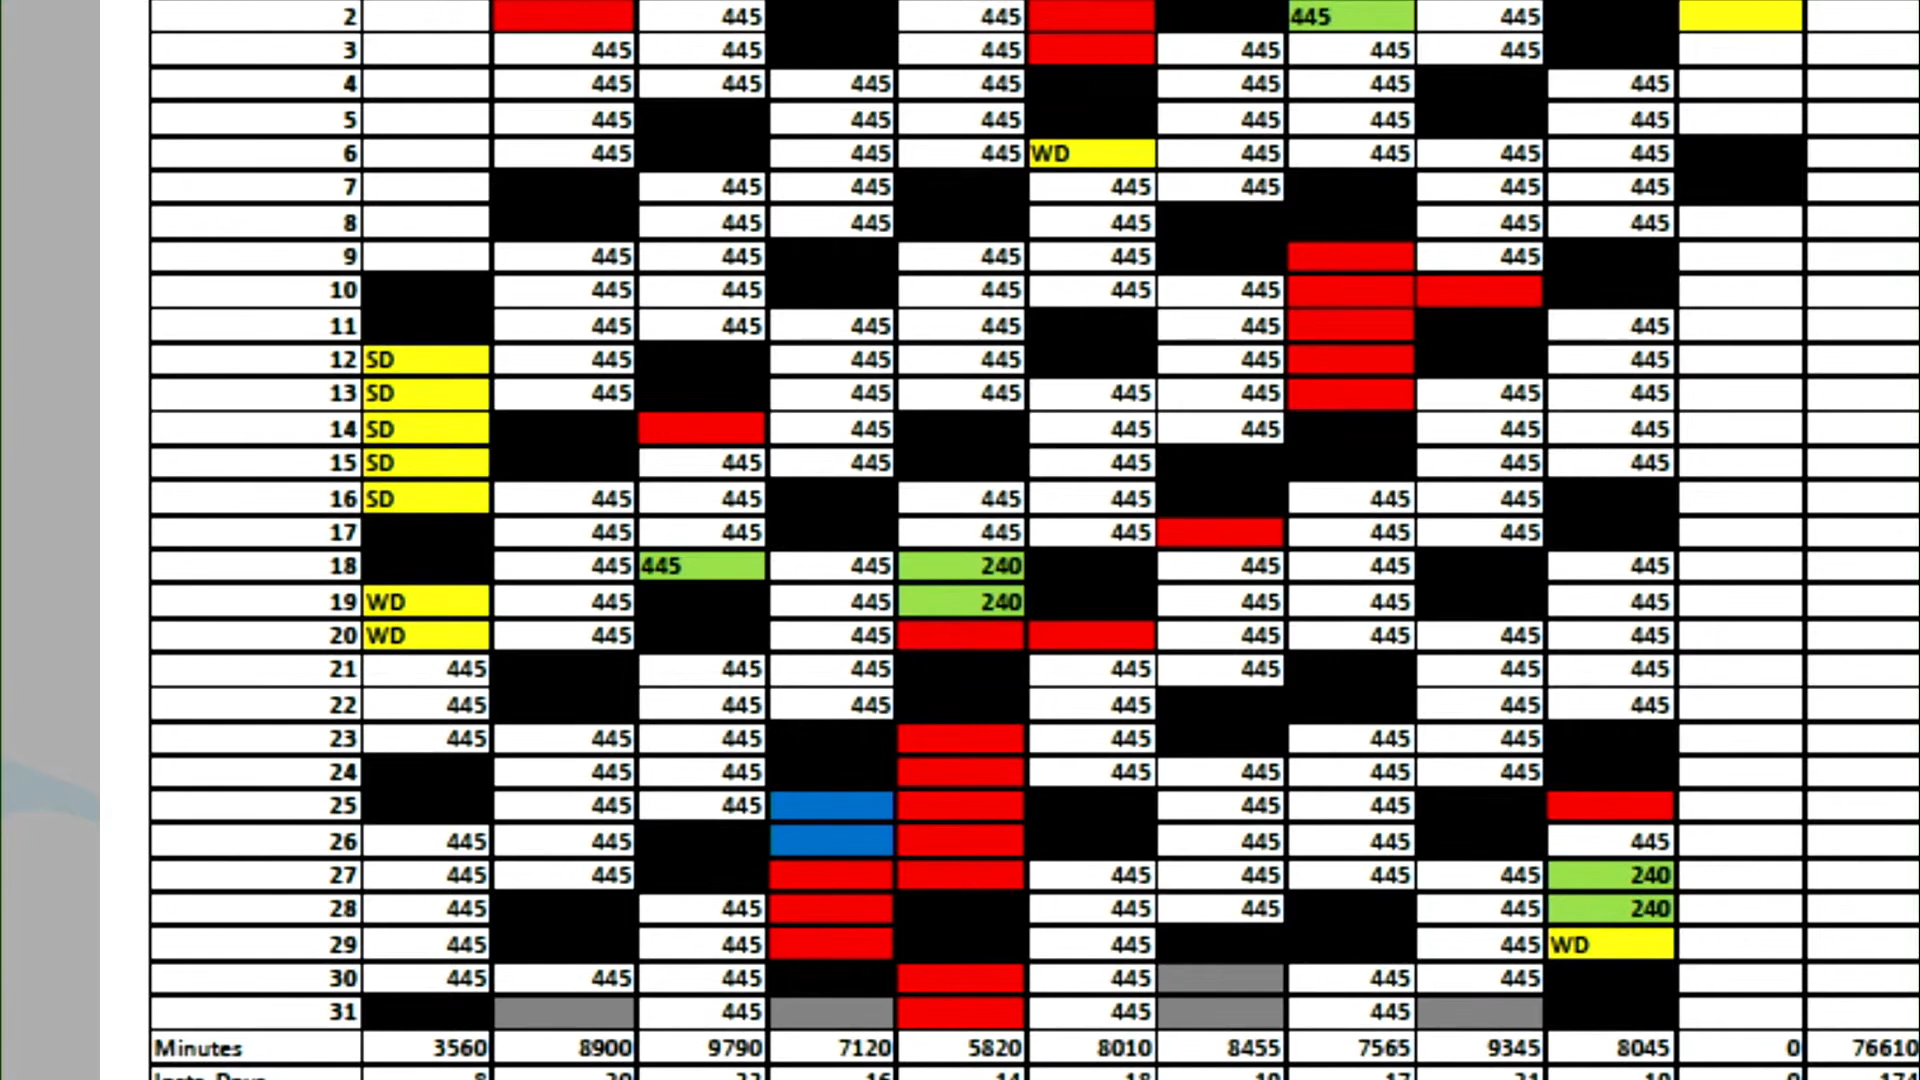 2 445 445 445 445
3 445 445 445 445 445 445
4 445 445 445 445 445 445 445
5 445 445 445 445 445 445
6 445 445 445 WD 445 445 445 445
7 445 445 445 445 445 445
8 445 445 445 445 445
9 445 445 445 445 445
10 445 445 445 445 445
11 445 445 445 445 445 445
12 SD 445 445 445 445 445
13 SD 445 445 445 445 445 445 445
14 SD 445 445 445 445 445
15 SD 445 445 445 445 445
16 SD 445 445 445 445 445 445
17 445 445 445 445 445 445
18 445 445 445 240 445 445 445
19 WD 445 445 240 445 445 445
20 WD 445 445 445 445 445 445
21 445 445 445 445 445 445 445
22 445 445 445 445 445 445
23 445 445 445 445 445 445
24 445 445 445 445 445 445
25 445 445 445 445
26 445 445 445 445 445
27 445 445 445 445 445 445 240
28 445 445 445 445 445 240
29 445 445 445 445 WD
30 445 445 445 445 445
31 445 445 445
Minutes 3560 8900 9790 7120 5820 8010 8455 7565 9345 8045 0 76610